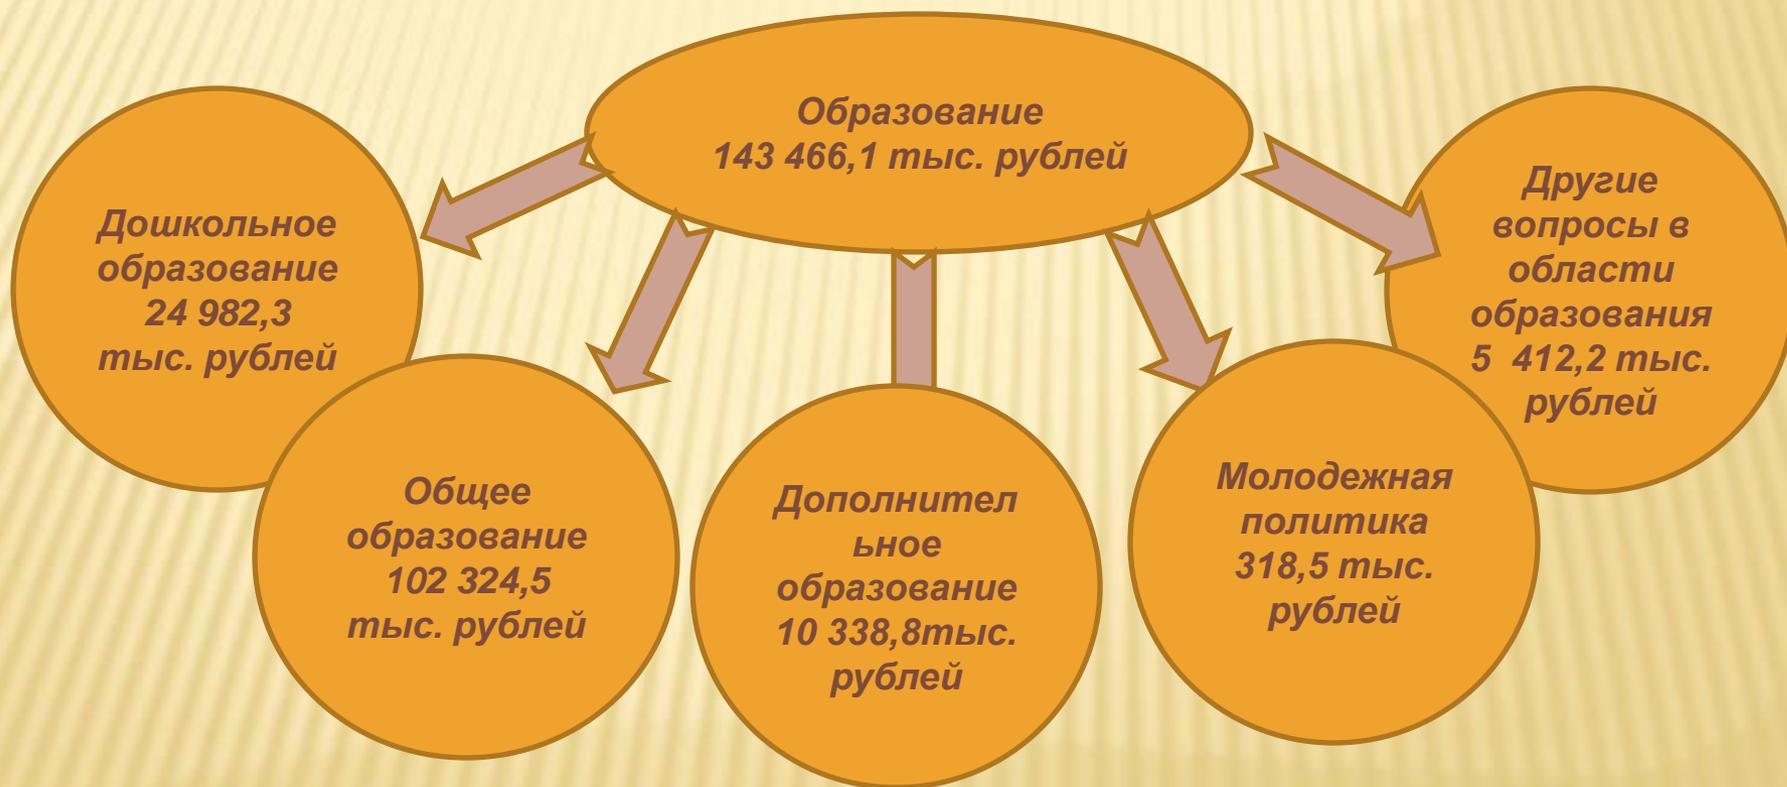 Образование
143 466,1 тыс. рублей
Дошкольное
образование
24 982,3
тыс. рублей
Общее
образование
102 324,5
тыс. рублей
Дополнител
ьное
образование
10 338,8тыс.
рублей
Молодежная
политика
318,5 тыс.
рублей
Другие
вопросы в
области
образования
5  412,2 тыс.
рублей